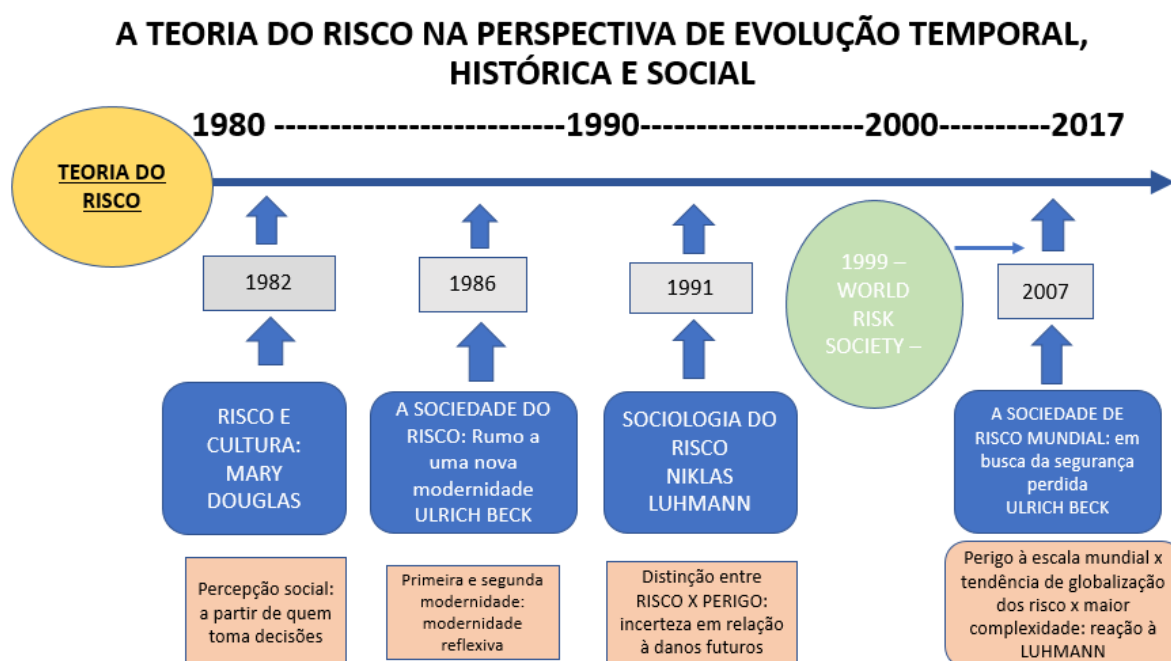 A TEORIA DO RISCO NA PERSPECTIVA DE EVOLUÇÃO TEMPORAL,
HISTÓRICA E SOCIAL
1980 --------------------------1990--------------------2000----------2017
TEORIA DO
RISCO
1982
1986
1991
1999 –
WORLD
RISK
SOCIETY –
2007
RISCO E
CULTURA:
MARY
DOUGLAS
A SOCIEDADE DO
RISCO: Rumo a
uma nova
modernidade
ULRICH BECK
SOCIOLOGIA DO
RISCO
NIKLAS
LUHMANN
A SOCIEDADE DE
RISCO MUNDIAL: em
busca da segurança
perdida
ULRICH BECK
Percepção social:
a partir de quem
toma decisões
Primeira e segunda
modernidade:
modernidade
reflexiva
Distinção entre
RISCO X PERIGO:
incerteza em relação
à danos futuros
Perigo à escala mundial x
tendência de globalização
dos risco x maior
complexidade: reação à
LUHMANN